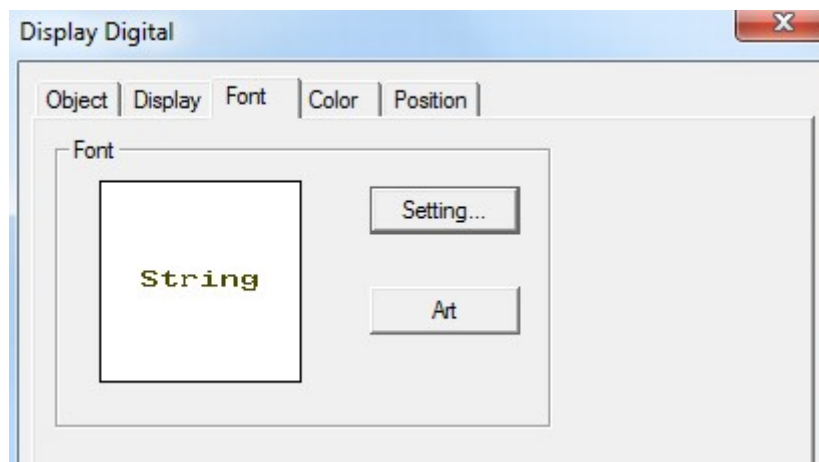 Display Digital
X
Object Display Font Color Position
Font
Setting...
String
Art